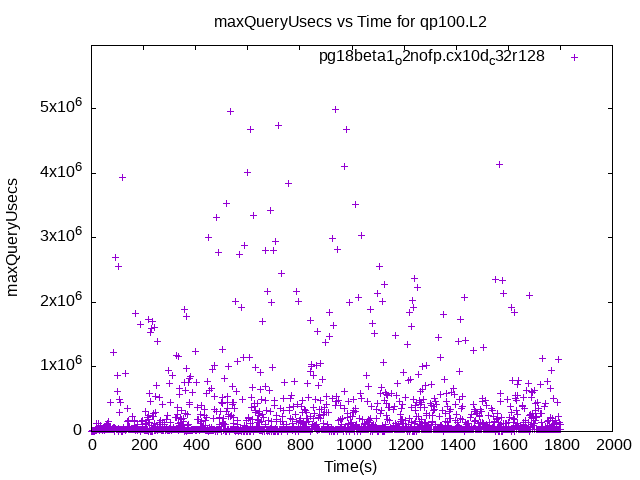 maxQueryUsecs vs Time for qp100.L2
pg18beta1_o2nofp.cx10d_c32r128
5x10^6
4x10^6
3x10^6
2x10^6
1x10^6
0
maxQueryUsecs
0 200 400 600 800 1000 1200 1400 1600 1800 2000
Time(s)